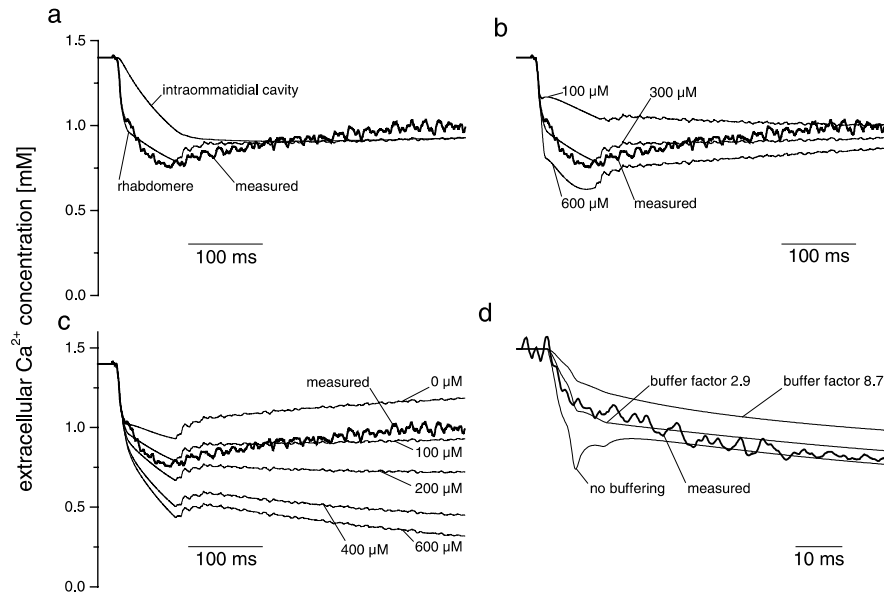 extracellular Ca²⁺ concentration [mM]
a
1.5
1.0
0.5
0.0
intraommatidial cavity
rhabdomere
measured
100 ms
b
100 µM
300 µM
600 µM
measured
100 ms
c
1.5
1.0
0.5
0.0
measured
0 µM
100 µM
200 µM
400 µM
600 µM
100 ms
d
buffer factor 2.9
buffer factor 8.7
no buffering
measured
10 ms